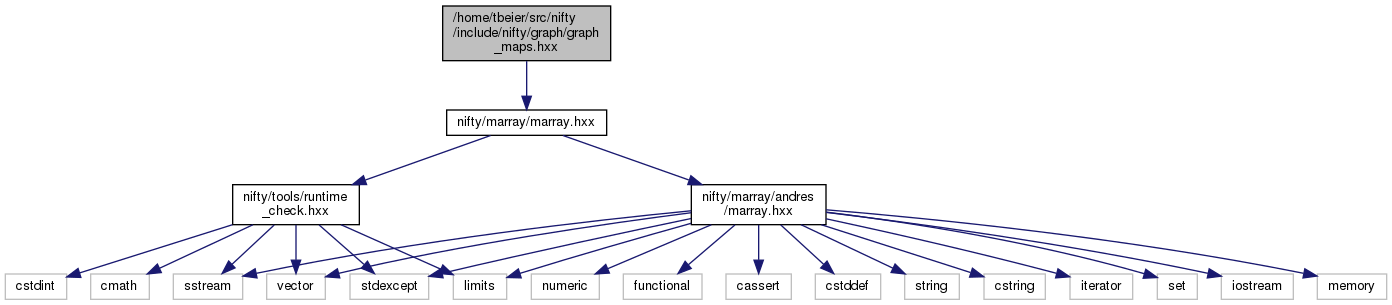 /home/tbeier/src/nifty
/include/nifty/graph/graph
_maps.hxx
nifty/marray/marray.hxx
nifty/tools/runtime
_check.hxx
nifty/marray/andres
/marray.hxx
cstdint
cmath
sstream
vector
stdexcept
limits
numeric
functional
cassert
cstddef
string
cstring
iterator
set
iostream
memory